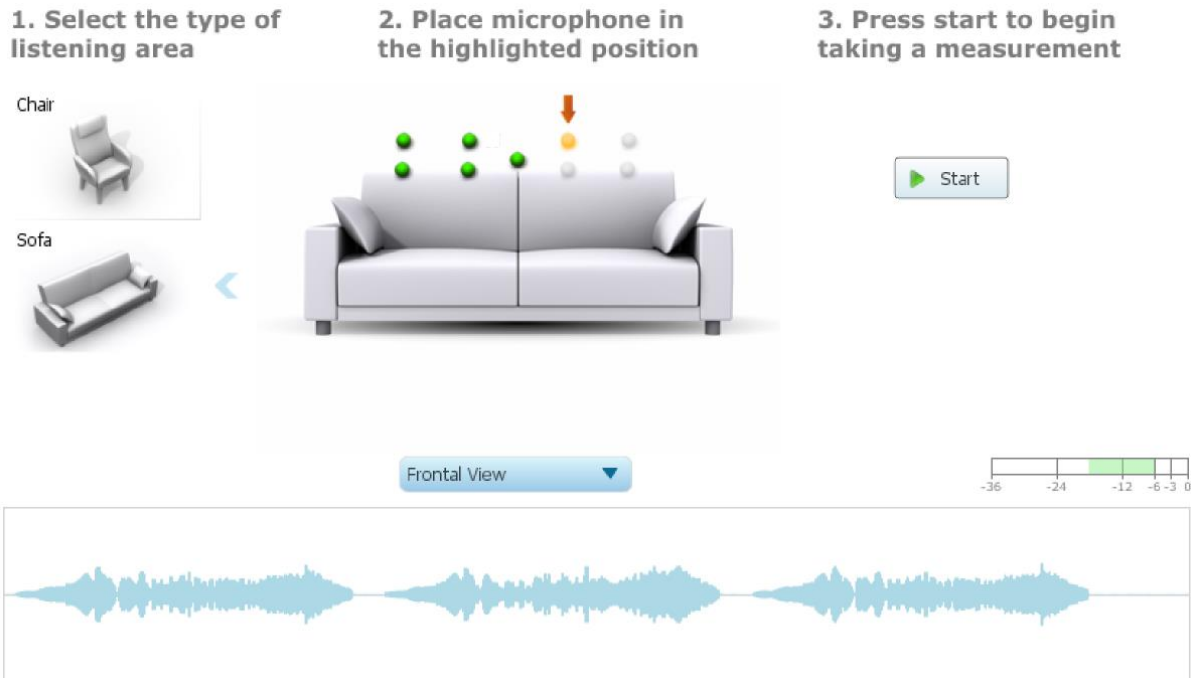 1. Select the type of
listening area
2. Place microphone in
the highlighted position
3. Press start to begin
taking a measurement
Chair
Sofa
Start
Frontal View
-36 -24 -12 -6 -3 0